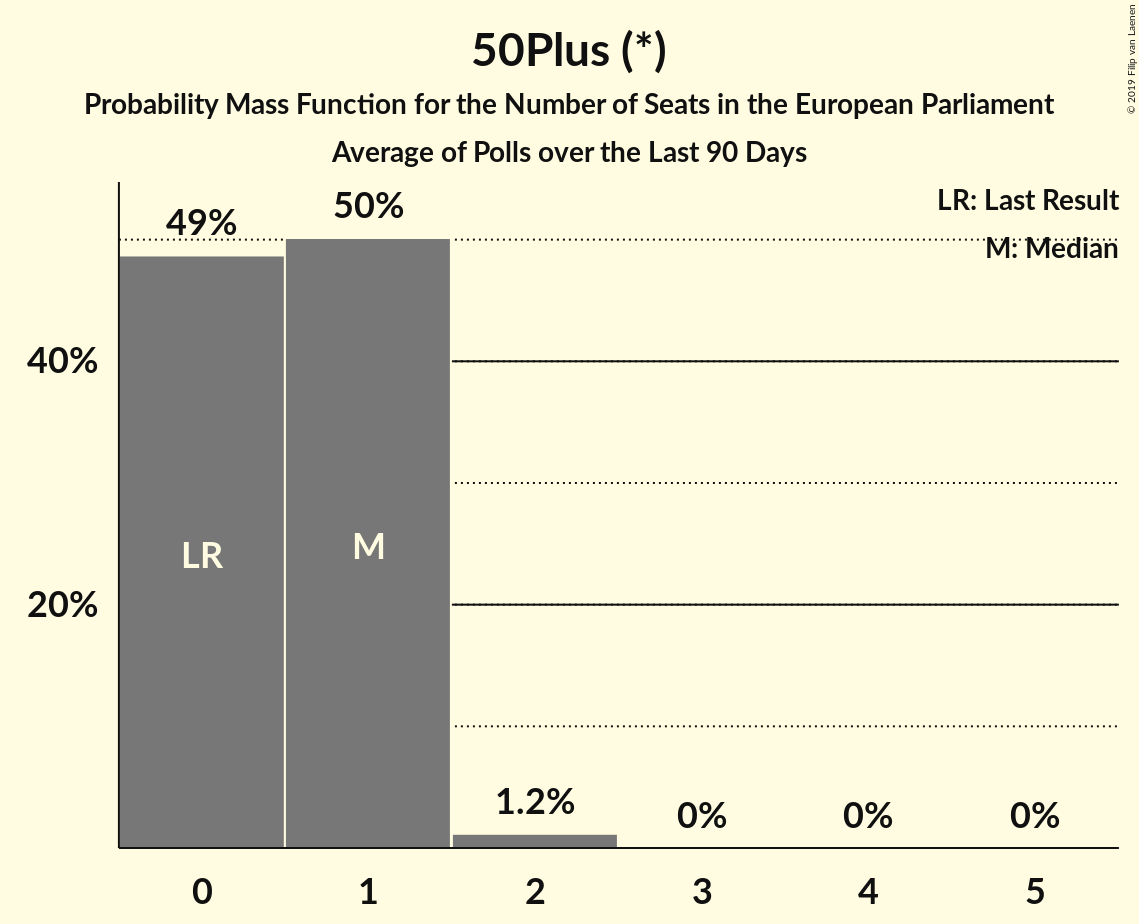 50Plus (*)
Probability Mass Function for the Number of Seats in the European Parliament
Average of Polls over the Last 90 Days
© 2019 Filip van Laenen
LR: Last Result
M: Median
49%
50%
40%
LR
M
20%
1.2%
0%
0%
0%
0
1
2
3
4
5